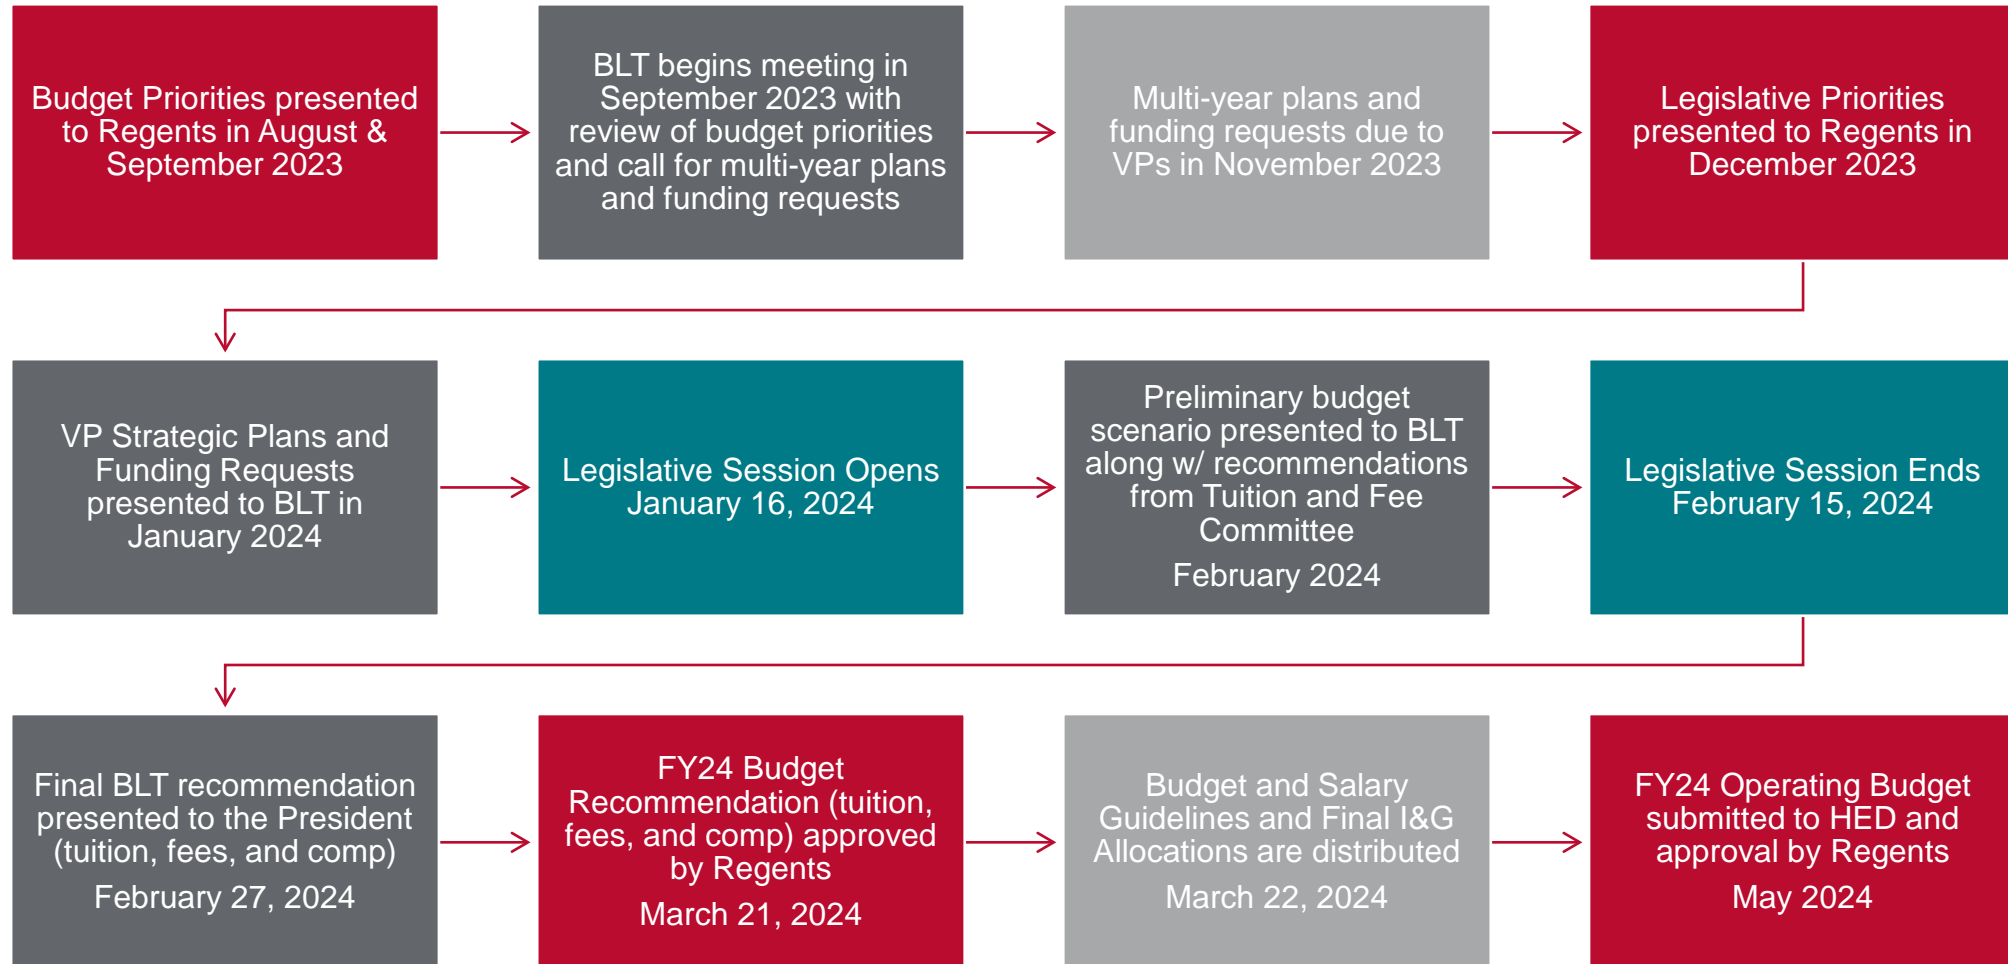 Budget Priorities presented
to Regents in August &
September 2023
BLT begins meeting in
September 2023 with
review of budget priorities
and call for multi-year plans
and funding requests
Multi-year plans and
funding requests due to
VPs in November 2023
Legislative Priorities
presented to Regents in
December 2023
VP Strategic Plans and
Funding Requests
presented to BLT in
January 2024
Legislative Session Opens
January 16, 2024
Preliminary budget
scenario presented to BLT
along w/ recommendations
from Tuition and Fee
Committee
February 2024
Legislative Session Ends
February 15, 2024
Final BLT recommendation
presented to the President
(tuition, fees, and comp)
February 27, 2024
FY24 Budget
Recommendation (tuition,
fees, and comp) approved
by Regents
March 21, 2024
Budget and Salary
Guidelines and Final I&G
Allocations are distributed
March 22, 2024
FY24 Operating Budget
submitted to HED and
approval by Regents
May 2024